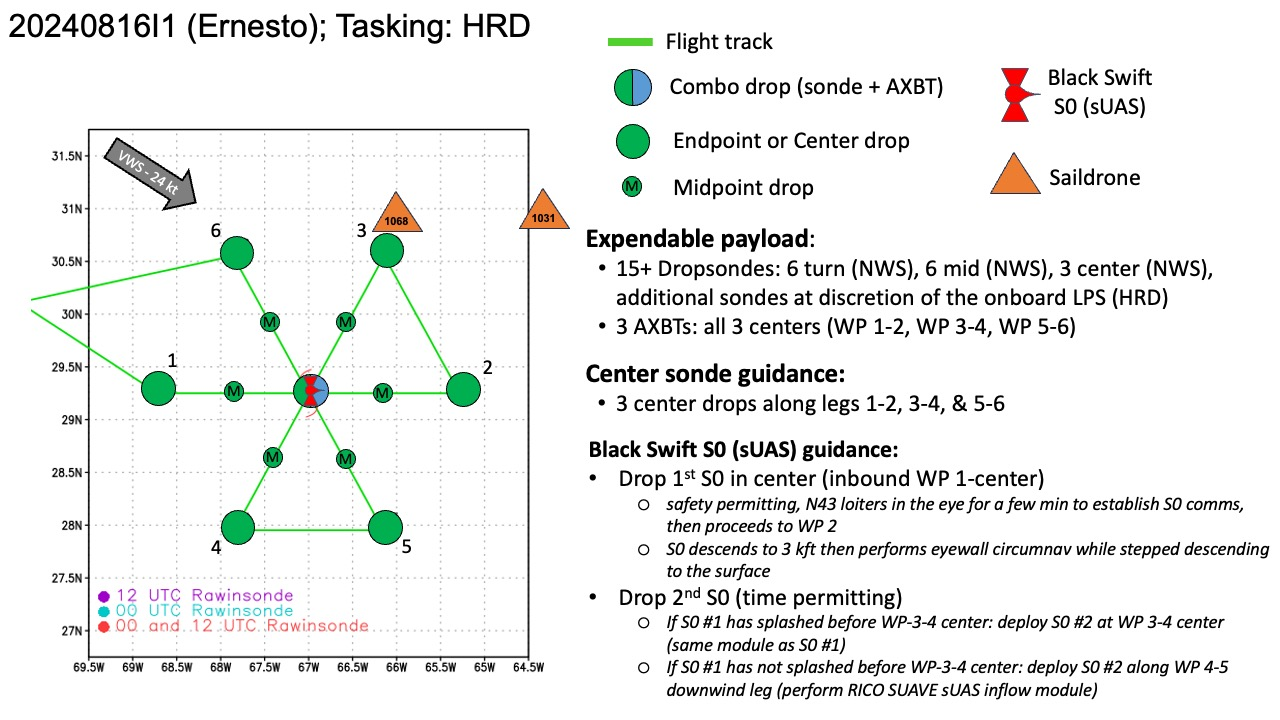 20240816I1 (Ernesto); Tasking: HRD
Flight track
Combo drop (sonde + AXBT)
Endpoint or Center drop
Midpoint drop
M
Black Swift
S0 (sUAS)
Saildrone
VWS - 24 kt
31.5N
31N
30.5N
30N
29.5N
29N
28.5N
28N
27.5N
27N
69.5W
69W
68.5W
68W
67.5W
67W
66.5W
66W
65.5W
65W
64.5W
1068
1031
6
3
1
2
4
5
M
M
M
M
M
M
12 UTC Rawinsonde
00 UTC Rawinsonde
00 and 12 UTC Rawinsonde
Expendable payload:
• 15+ Dropsondes: 6 turn (NWS), 6 mid (NWS), 3 center (NWS),
additional sondes at discretion of the onboard LPS (HRD)
• 3 AXBTs: all 3 centers (WP 1-2, WP 3-4, WP 5-6)
Center sonde guidance:
• 3 center drops along legs 1-2, 3-4, & 5-6
Black Swift S0 (sUAS) guidance:
• Drop 1st S0 in center (inbound WP 1-center)
o safety permitting, N43 loiters in the eye for a few min to establish S0 comms,
then proceeds to WP 2
o S0 descends to 3 kft then performs eyewall circumnav while stepped descending
to the surface
• Drop 2nd S0 (time permitting)
o If S0 #1 has splashed before WP-3-4 center: deploy S0 #2 at WP 3-4 center
(same module as S0 #1)
o If S0 #1 has not splashed before WP-3-4 center: deploy S0 #2 along WP 4-5
downwind leg (perform RICO SUAVE sUAS inflow module)